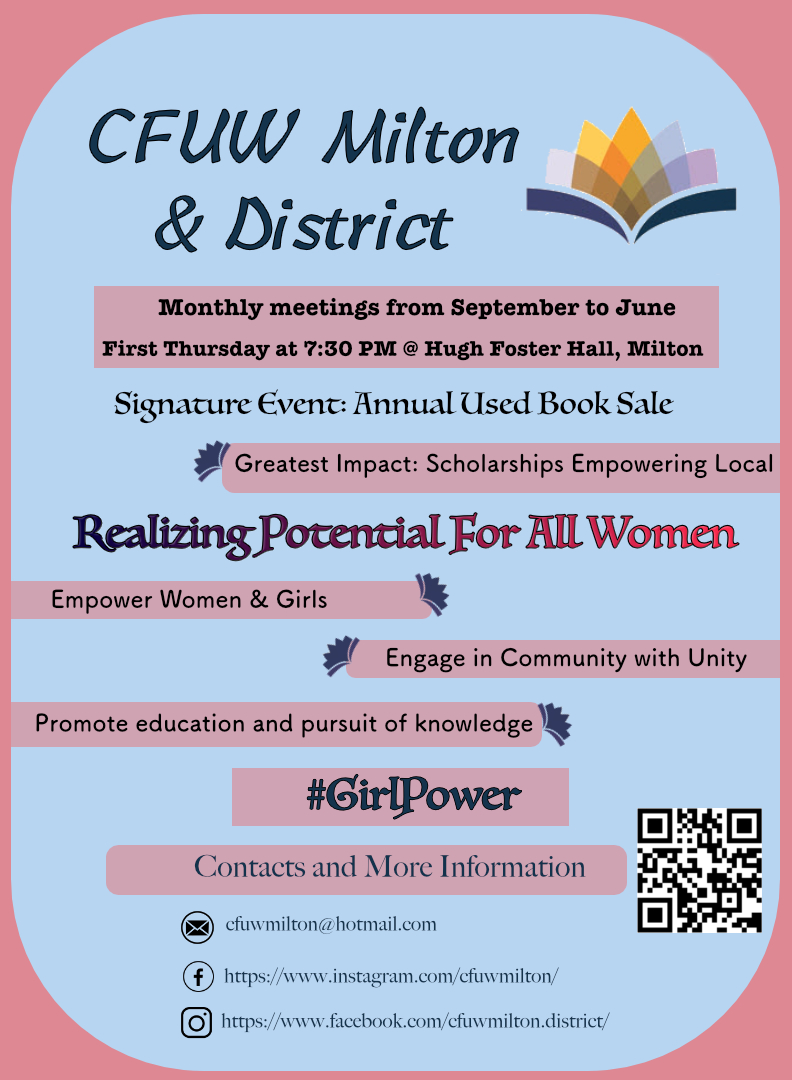 CFUW Milton
& District
Monthly meetings from September to June
First Thursday at 7:30 PM @ Hugh Foster Hall, Milton
Signature Event: Annual Used Book Sale
Greatest Impact: Scholarships Empowering Local
Realizing Potential For All Women
Empower Women & Girls
Engage in Community with Unity
Promote education and pursuit of knowledge
#GirlPower
Contacts and More Information
cfuwmilton@hotmail.com
https://www.instagram.com/cfuwmilton/
https://www.facebook.com/cfuwmilton.district/